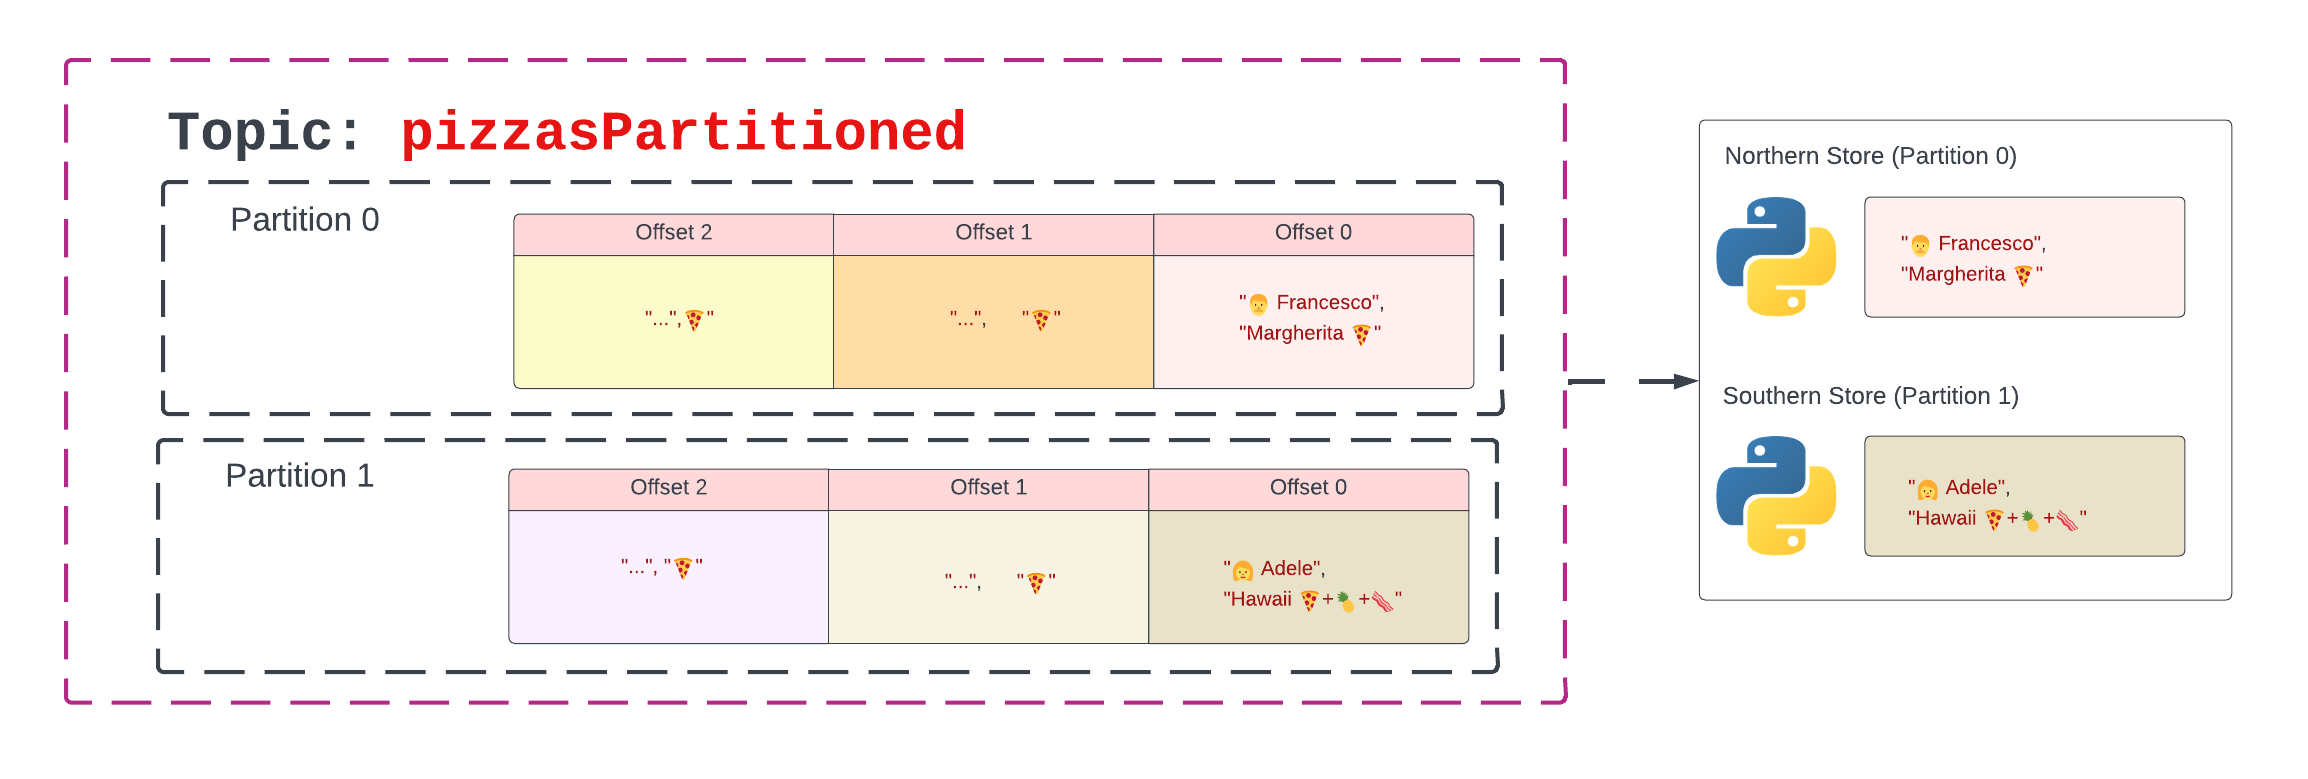 Topic: pizzasPartitioned
Partition 0
Offset 2
Offset 1
Offset 0
"...",🍕"
"...", "🍕"
"👨 Francesco",
"Margherita 🍕"
Partition 1
Offset 2
Offset 1
Offset 0
"...", "🍕"
"...", "🍕"
"👩 Adele",
"Hawaii 🍕+🍍+🥓"
Northern Store (Partition 0)
"👨 Francesco",
"Margherita 🍕"
Southern Store (Partition 1)
"👩 Adele",
"Hawaii 🍕+🍍+🥓"